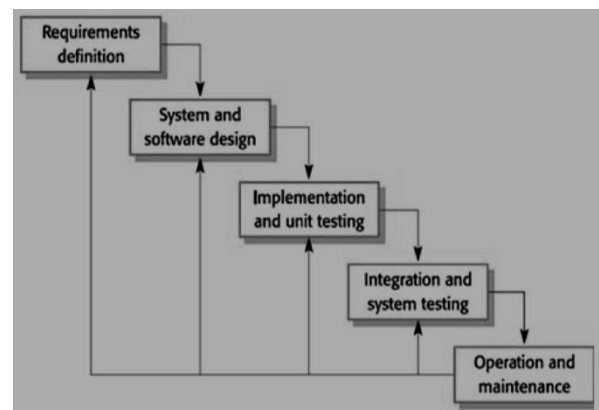 Requirements
definition
System and
software design
Implementation
and unit testing
Integration and
system testing
Operation and
maintenance